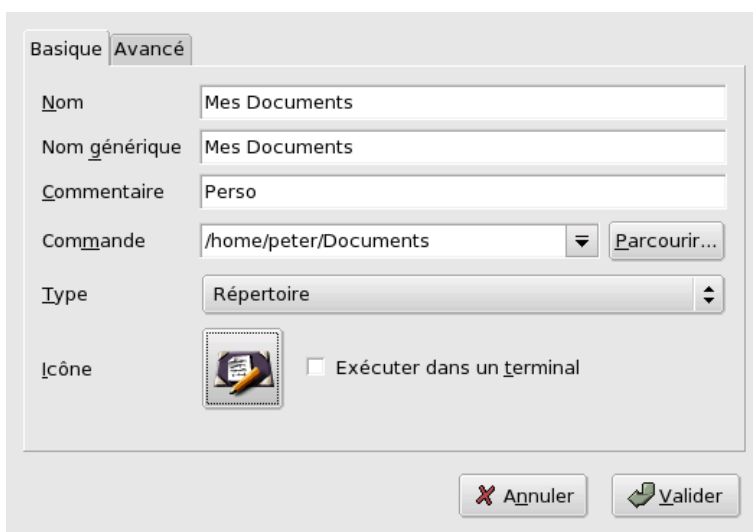 Basique Avancé
Nom Mes Documents
Nom générique Mes Documents
Commentaire Perso
Commande /home/peter/Documents Parcourir...
Type Répertoire
Icône Exécuter dans un terminal
Annuler Valider